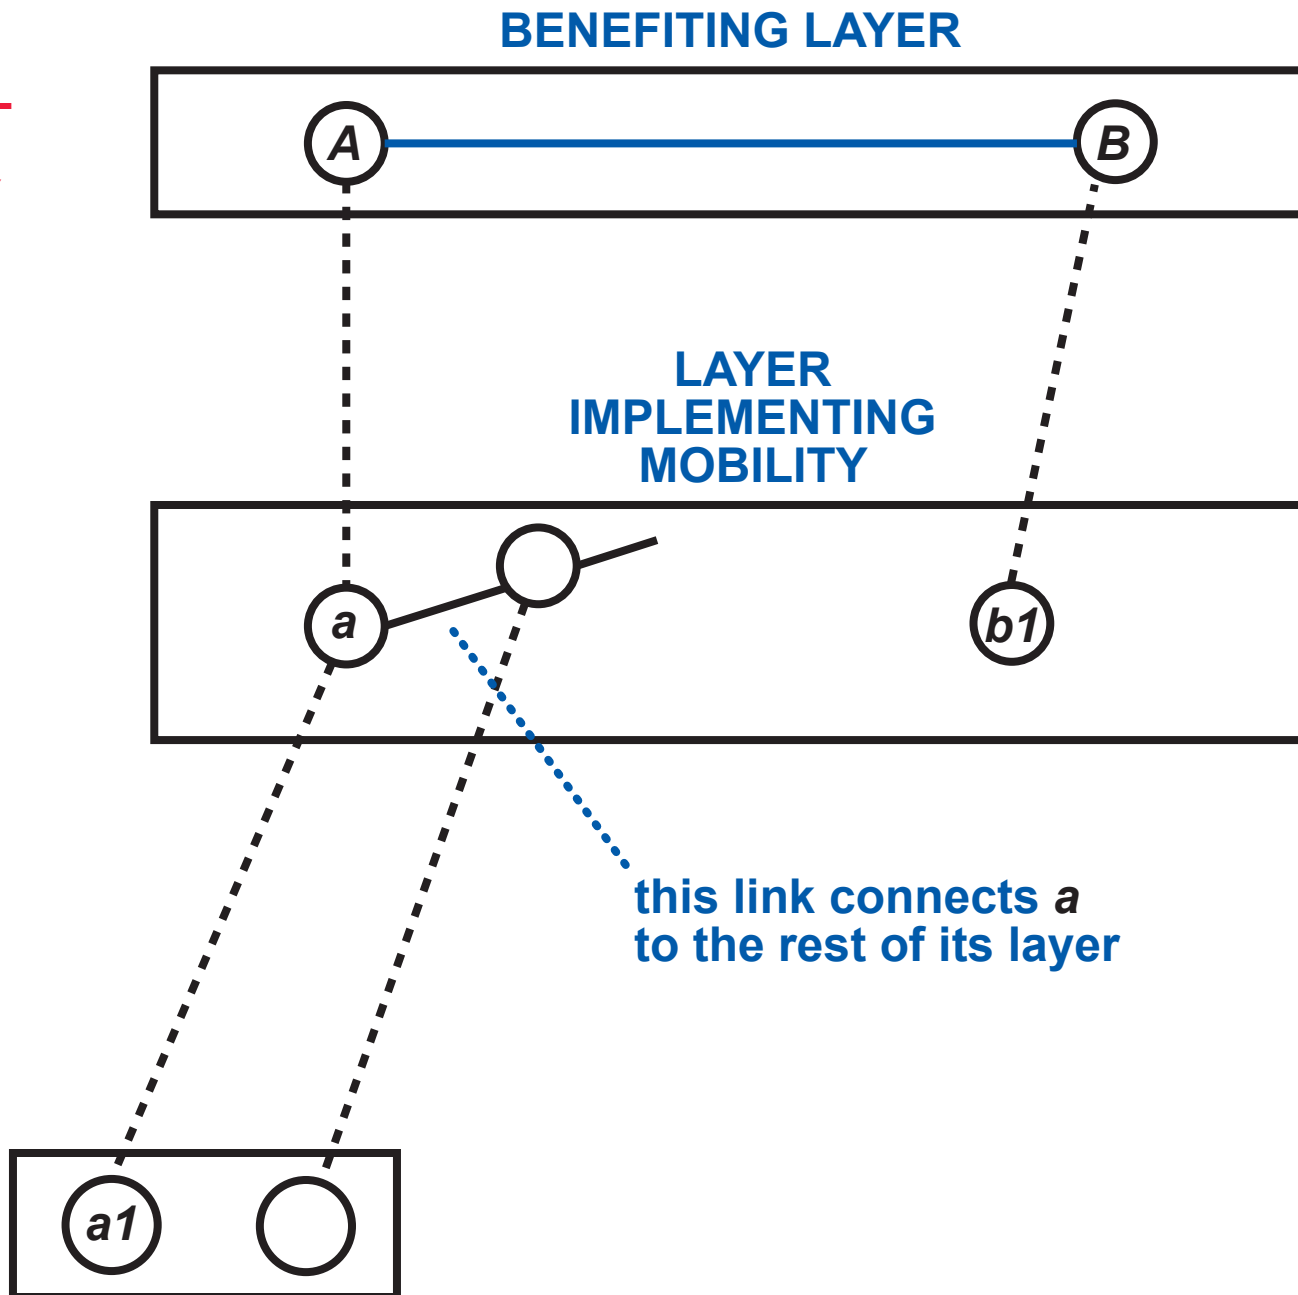 BENEFITING LAYER
A
B
LAYER
IMPLEMENTING
MOBILITY
a
b1
this link connects a
to the rest of its layer
a1